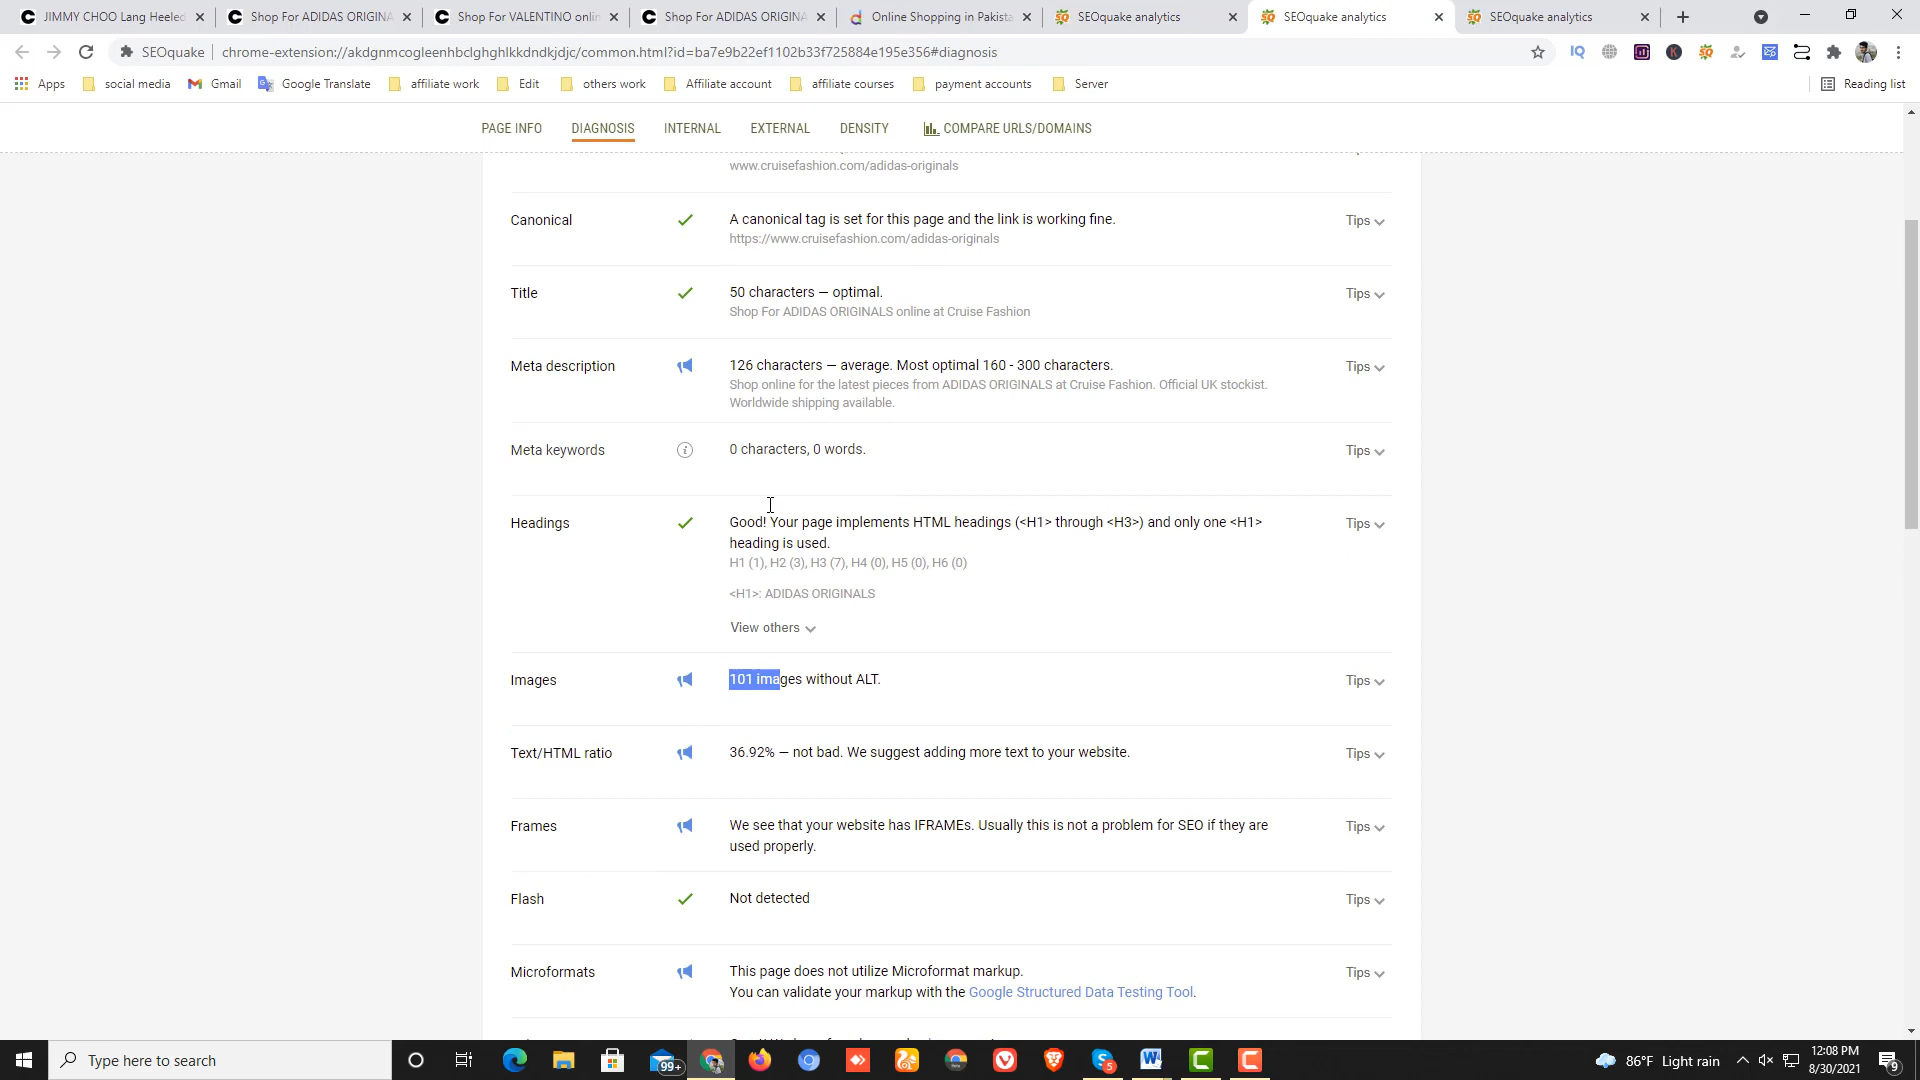 JIMMY CHOO Lang Heeled
Shop For ADIDAS ORIGINA
Shop For VALENTINO onlin
Shop For ADIDAS ORIGINA
Online Shopping in Pakista
SEOquake analytics
SEOquake analytics
SEOquake analytics
SEOquake
chrome-extension://akdgnmcogleenhbclghghlkkdndkjdjc/common.html?id=ba7e9b22ef1102b33f725884e195e356#diagnosis
Apps
social media
Gmail
Google Translate
affiliate work
Edit
others work
Affiliate account
affiliate courses
payment accounts
Server
Reading list
PAGE INFO
DIAGNOSIS
INTERNAL
EXTERNAL
DENSITY
COMPARE URLS/DOMAINS
www.cruisefashion.com/adidas-originals
Canonical
A canonical tag is set for this page and the link is working fine.
Tips
https://www.cruisefashion.com/adidas-originals
Title
50 characters — optimal.
Tips
Shop For ADIDAS ORIGINALS online at Cruise Fashion
Meta description
126 characters — average. Most optimal 160 - 300 characters.
Tips
Shop online for the latest pieces from ADIDAS ORIGINALS at Cruise Fashion. Official UK stockist.
Worldwide shipping available.
Meta keywords
0 characters, 0 words.
Tips
Headings
Good! Your page implements HTML headings (<H1> through <H3>) and only one <H1>
heading is used.
Tips
H1 (1), H2 (3), H3 (7), H4 (0), H5 (0), H6 (0)
<H1>: ADIDAS ORIGINALS
View others
Images
101 images without ALT.
Tips
Text/HTML ratio
36.92% — not bad. We suggest adding more text to your website.
Tips
Frames
We see that your website has IFRAMEs. Usually this is not a problem for SEO if they are
used properly.
Tips
Flash
Not detected
Tips
Microformats
This page does not utilize Microformat markup.
You can validate your markup with the Google Structured Data Testing Tool.
Tips
Type here to search
99+
5
86°F Light rain
12:08 PM
8/30/2021
9